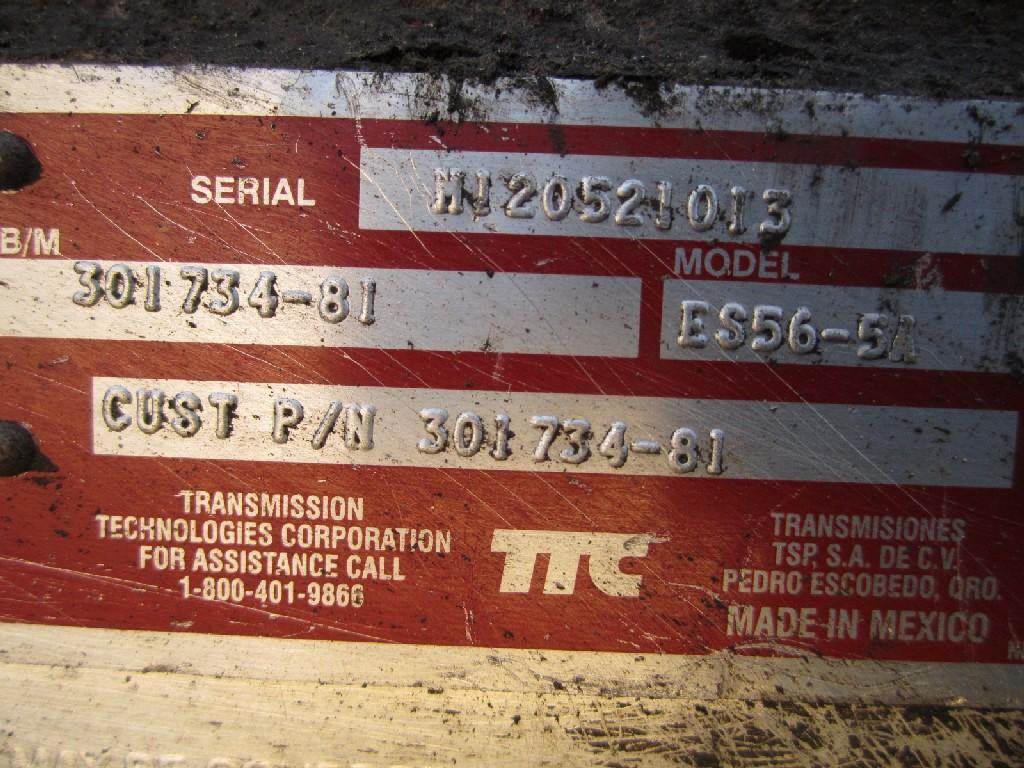 SERIAL H120521013
B/M
301734-81
MODEL
ES56-5A
CUST P/N 301734-81
TRANSMISSION
TECHNOLOGIES CORPORATION
FOR ASSISTANCE CALL
1-800-401-9866
TTC
TRANSMISIONES
TSP, S.A. DE C.V.
PEDRO ESCOBEDO, QRO.
MADE IN MEXICO